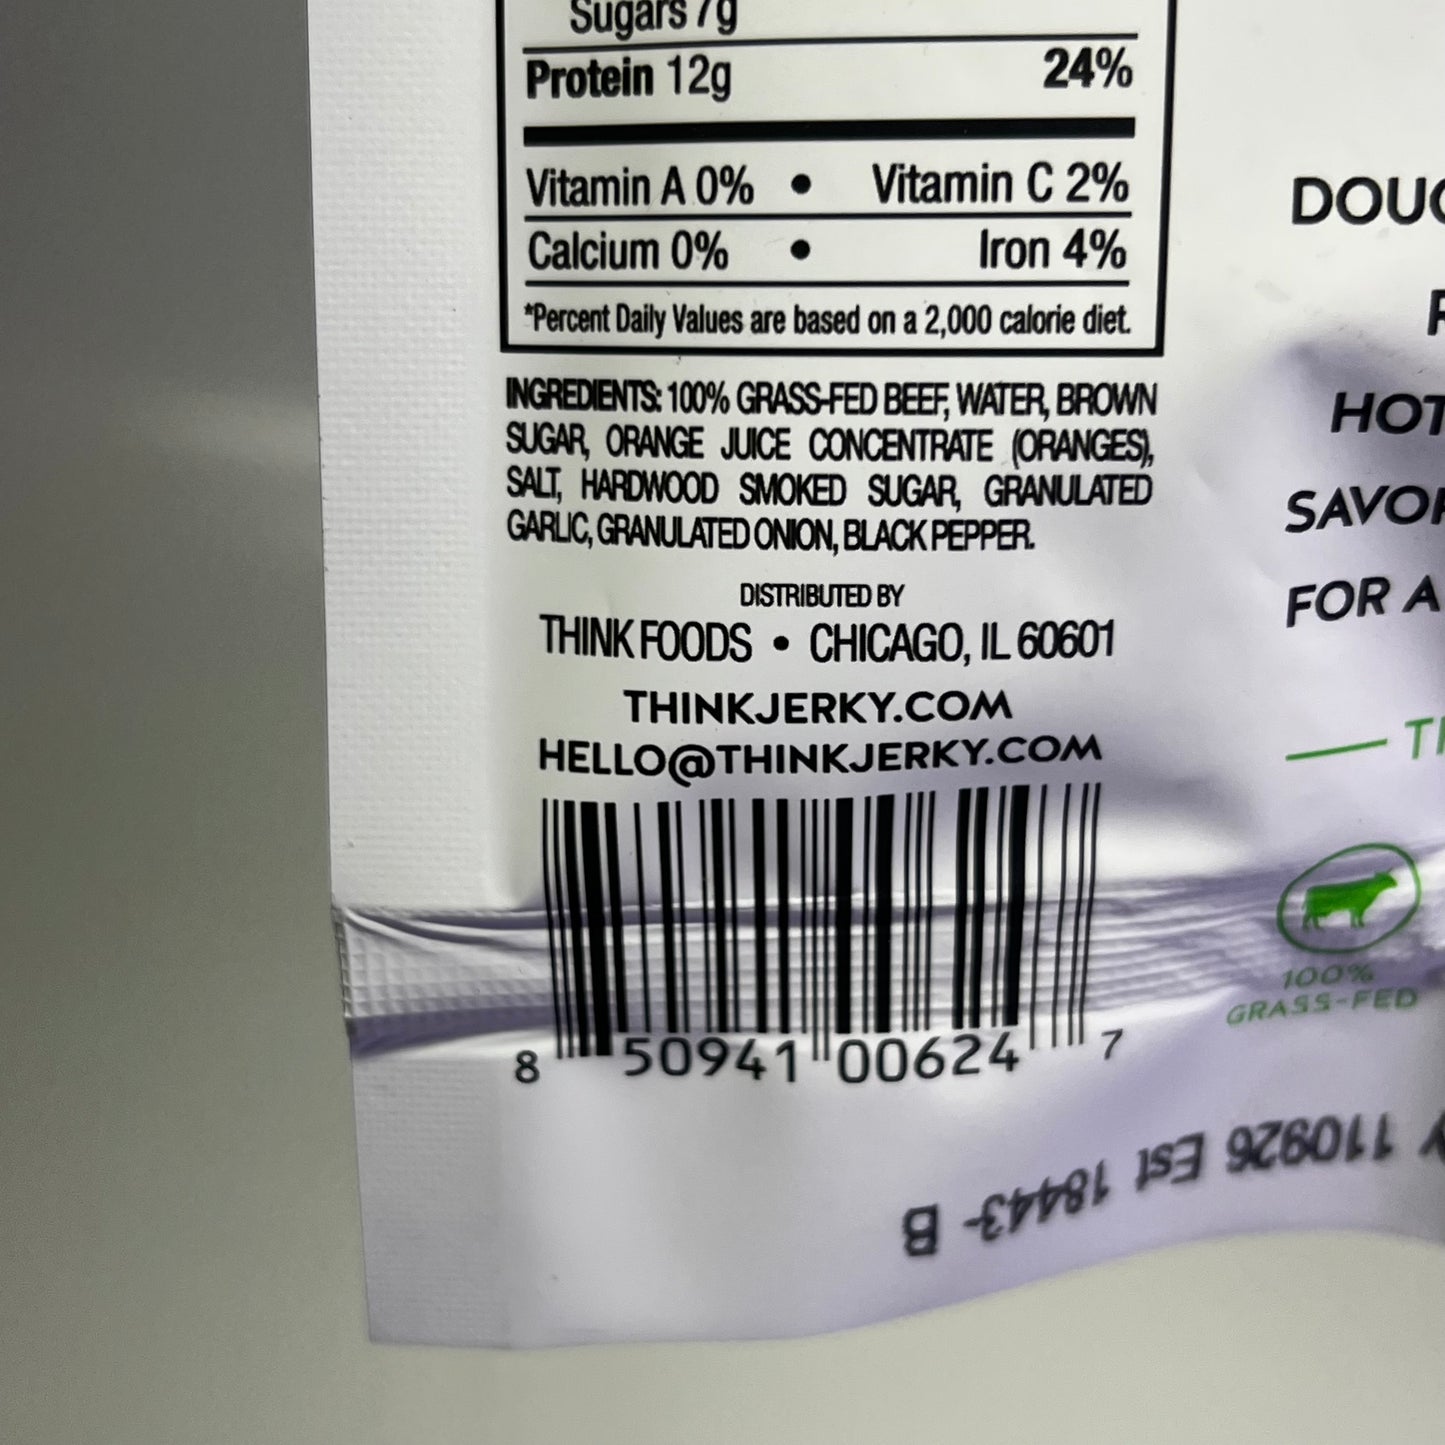 Sugars 7g
Protein 12g 24%
Vitamin A 0% • Vitamin C 2%
Calcium 0% • Iron 4%
*Percent Daily Values are based on a 2,000 calorie diet.
INGREDIENTS: 100% GRASS-FED BEEF, WATER, BROWN
SUGAR, ORANGE JUICE CONCENTRATE (ORANGES),
SALT, HARDWOOD SMOKED SUGAR, GRANULATED
GARLIC, GRANULATED ONION, BLACK PEPPER.
DISTRIBUTED BY
THINK FOODS • CHICAGO, IL 60601
THINKJERKY.COM
HELLO@THINKJERKY.COM
8 50941 00624 7
HOT
FOR A
100%
GRASS-FED
110926 Est 18443- B